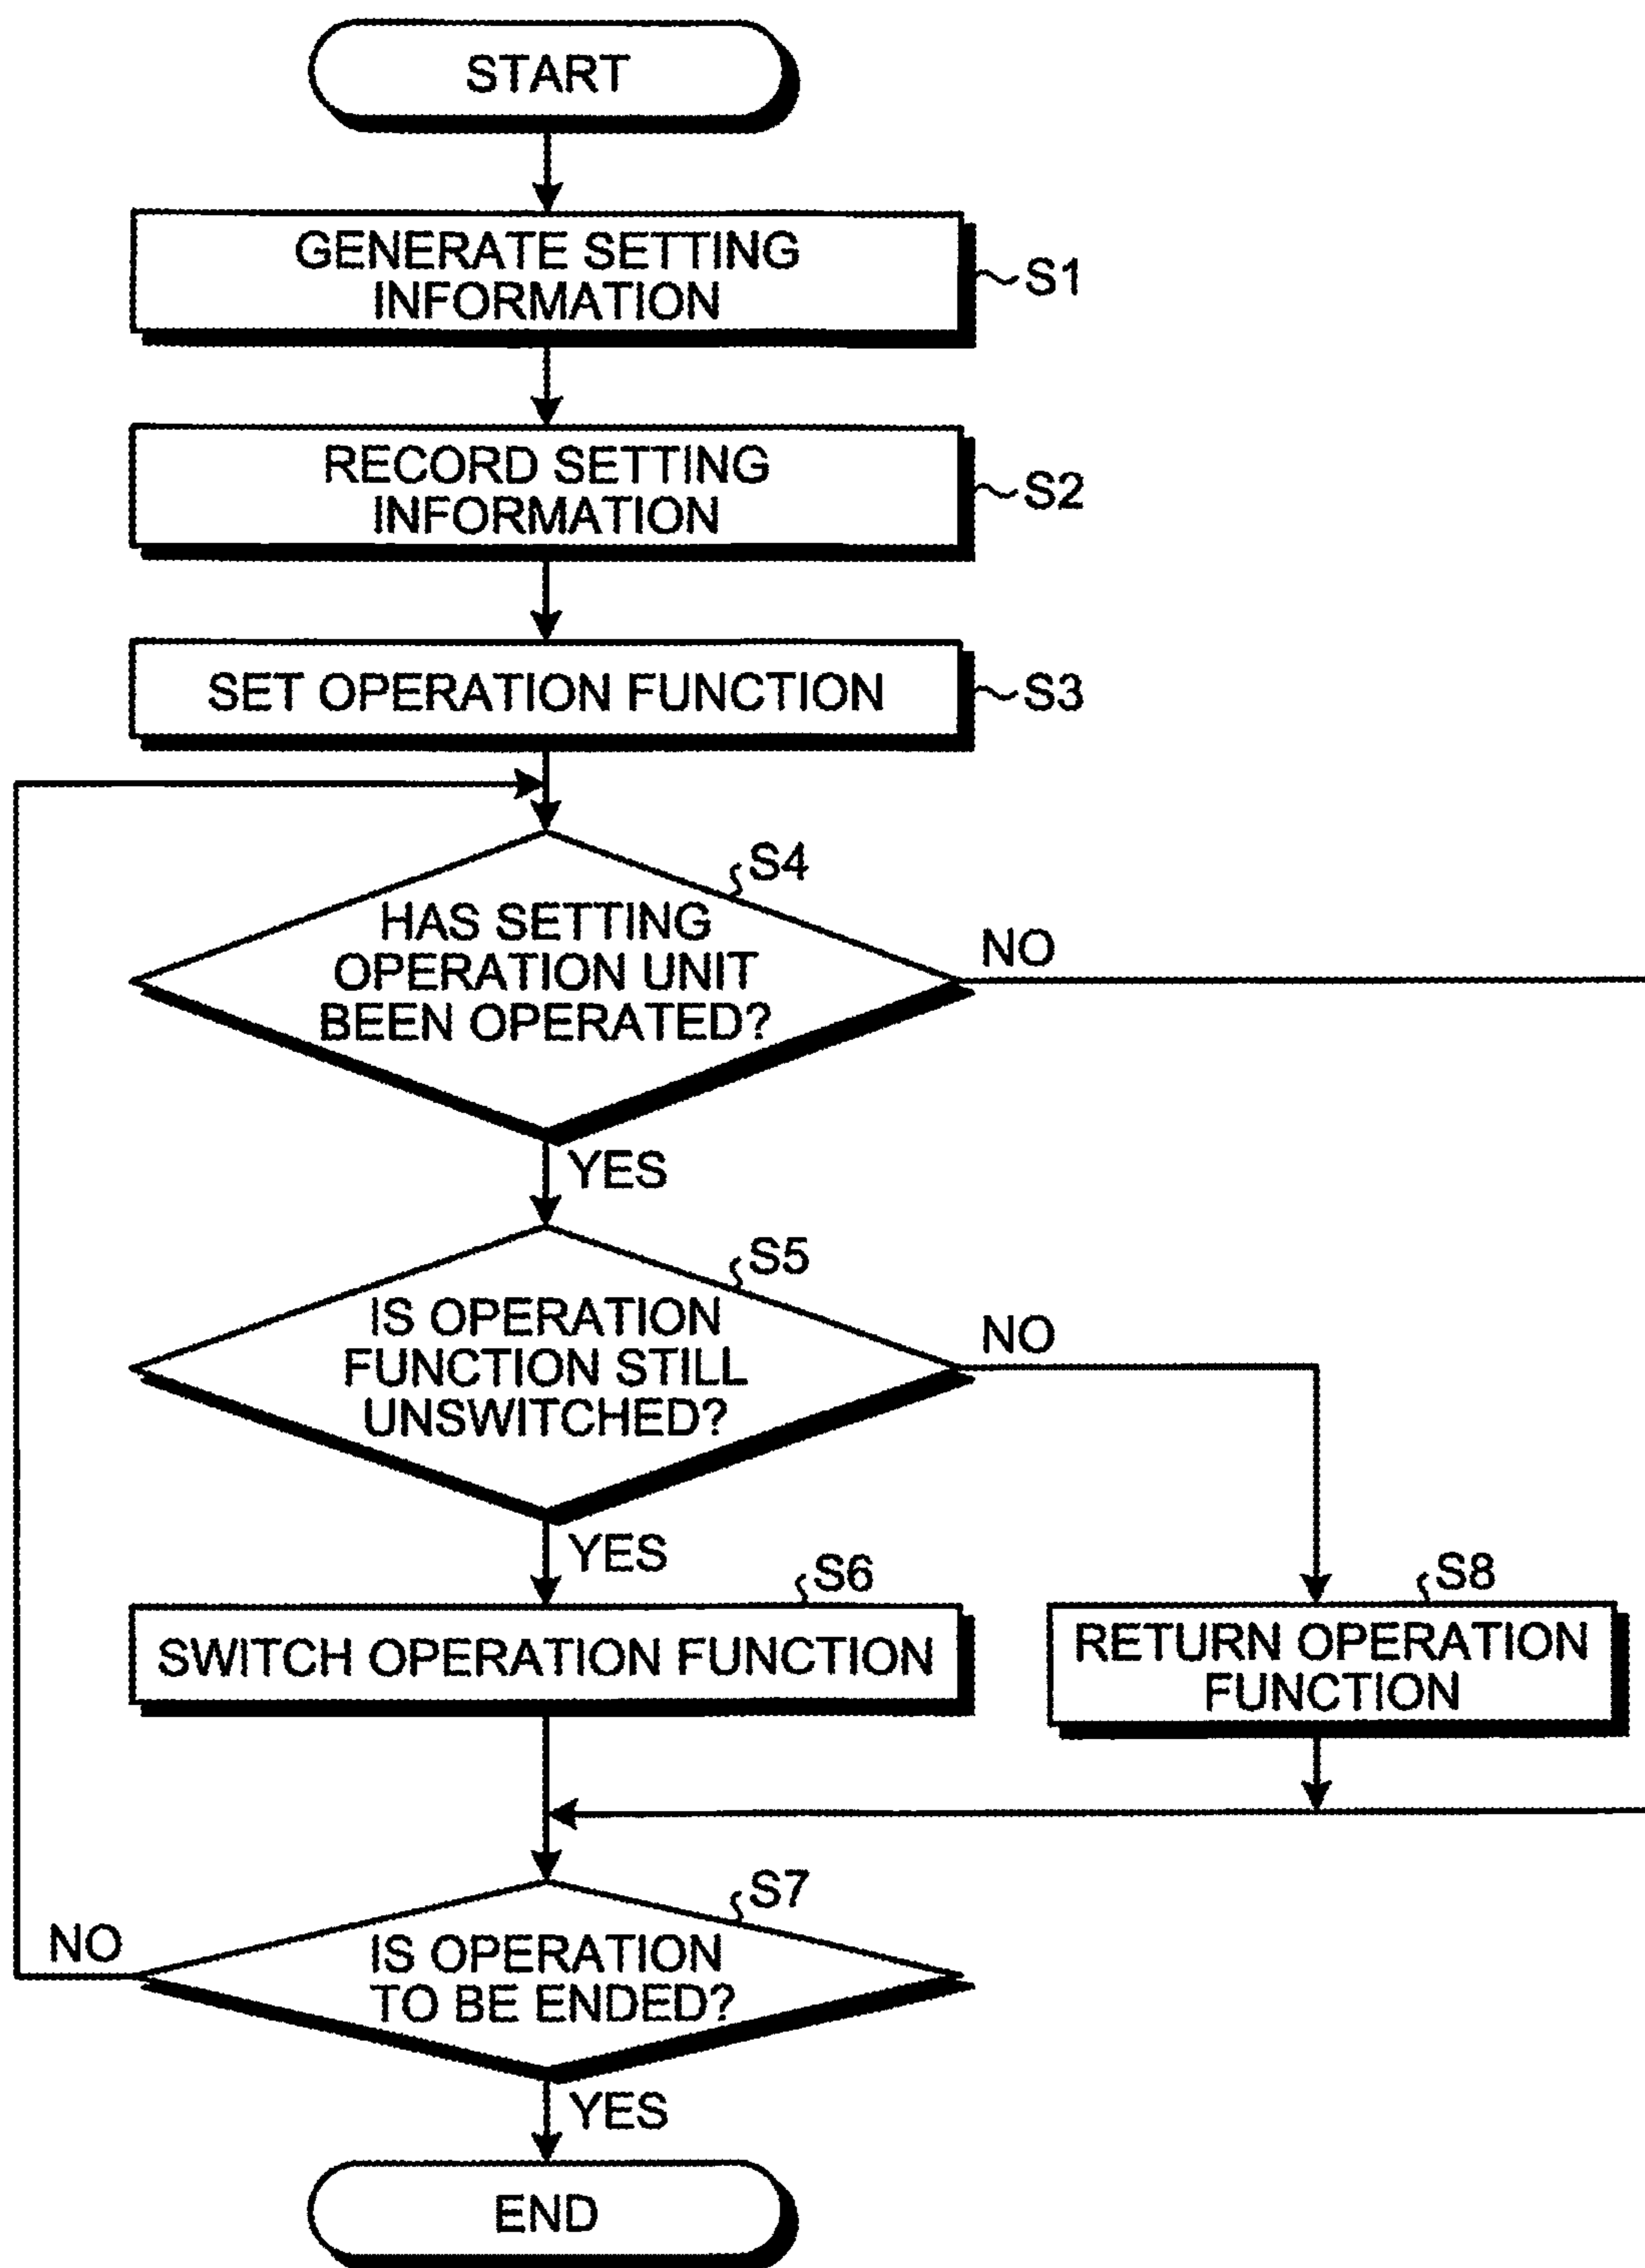 START
GENERATE SETTING
INFORMATION
S1
RECORD SETTING
INFORMATION
S2
SET OPERATION FUNCTION
S3
S4
HAS SETTING
OPERATION UNIT
BEEN OPERATED?
NO
YES
S5
IS OPERATION
FUNCTION STILL
UNSWITCHED?
NO
YES
S6
SWITCH OPERATION FUNCTION
S8
RETURN OPERATION
FUNCTION
S7
IS OPERATION
TO BE ENDED?
NO
YES
END